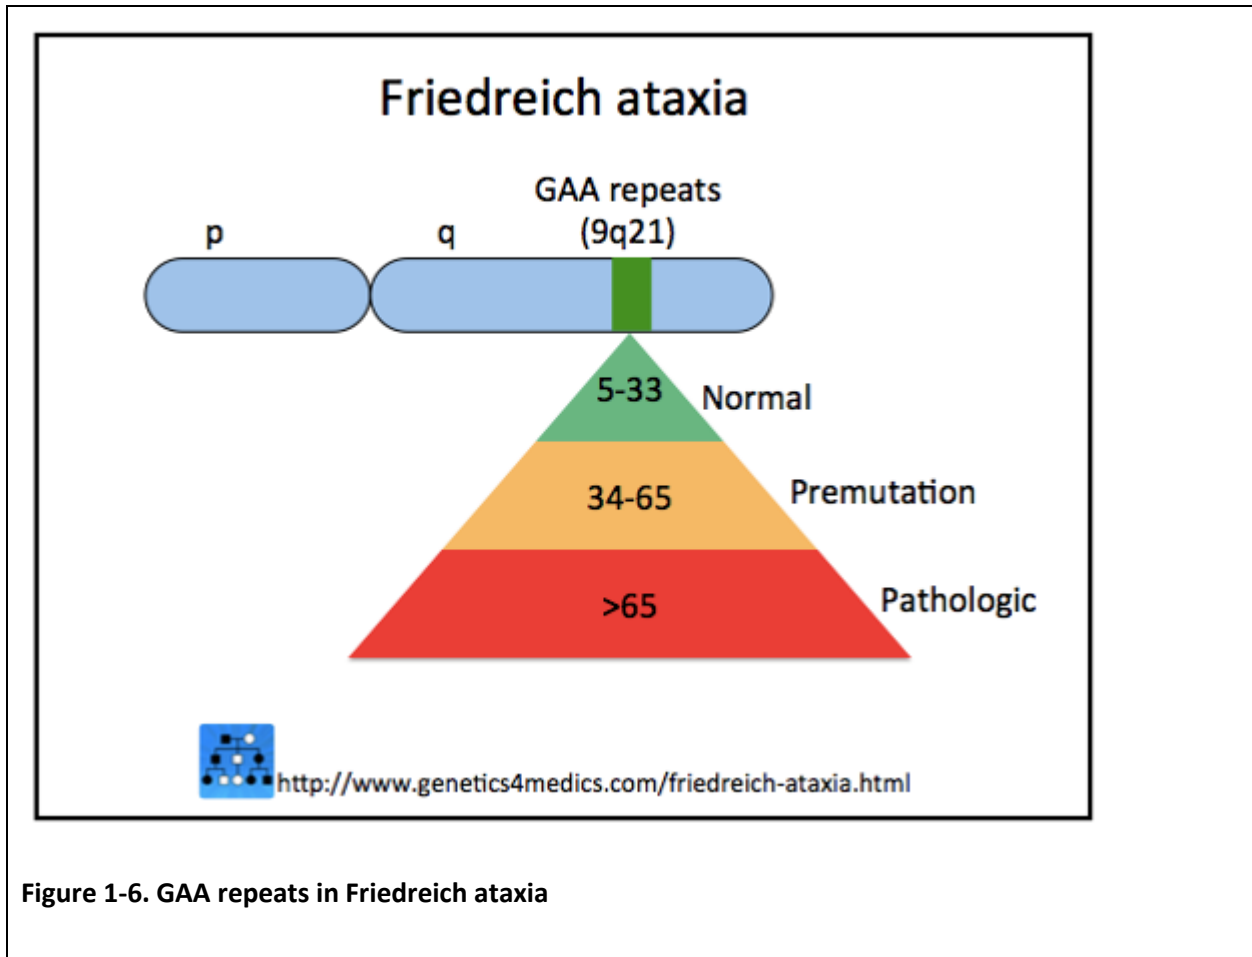 Friedreich ataxia
GAA repeats
p q (9q21)
5-33 Normal
34-65 Premutation
>65 Pathologic
http://www.genetics4medics.com/friedreich-ataxia.html
Figure 1-6. GAA repeats in Friedreich ataxia